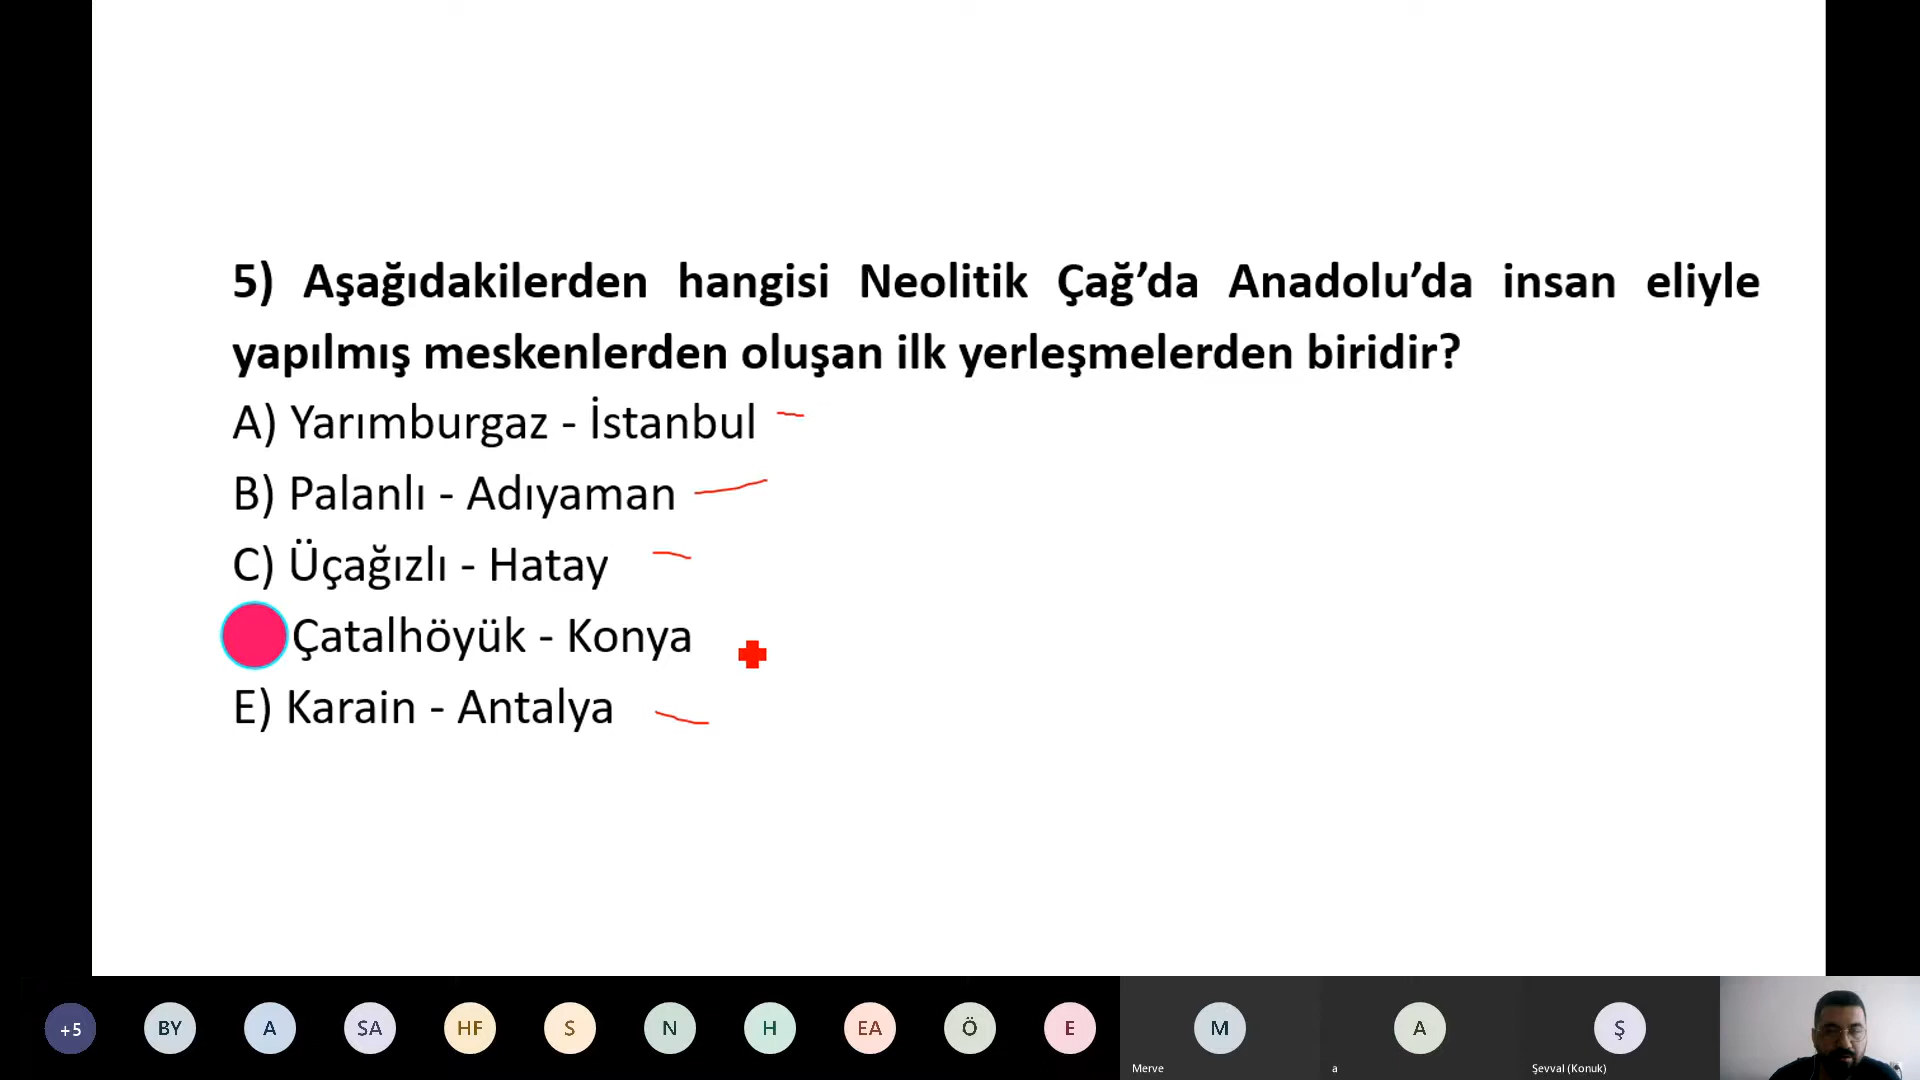 5) Aşağıdakilerden hangisi Neolitik Çağ’da Anadolu’da insan eliyle
yapılmış meskenlerden oluşan ilk yerleşmelerden biridir?
A) Yarımburgaz - İstanbul
B) Palanlı - Adıyaman
C) Üçağızlı - Hatay
Çatalhöyük - Konya
E) Karain - Antalya
+5 BY A SA HF S N H EA Ö E M A Ş
Merve a Şevval (Konuk)